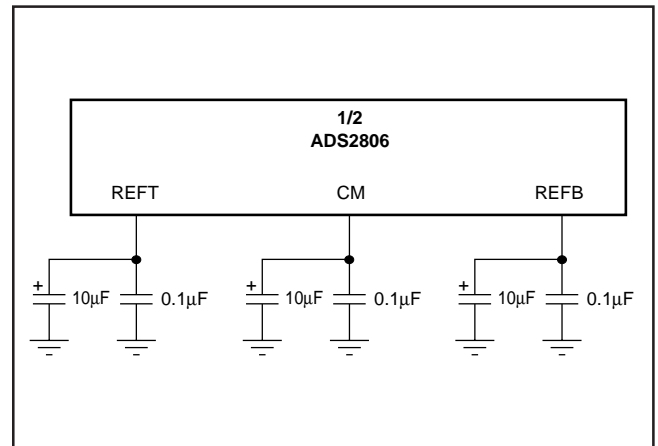 1/2
ADS2806
REFT CM REFB
+ 10µF 0.1µF + 10µF 0.1µF + 10µF 0.1µF